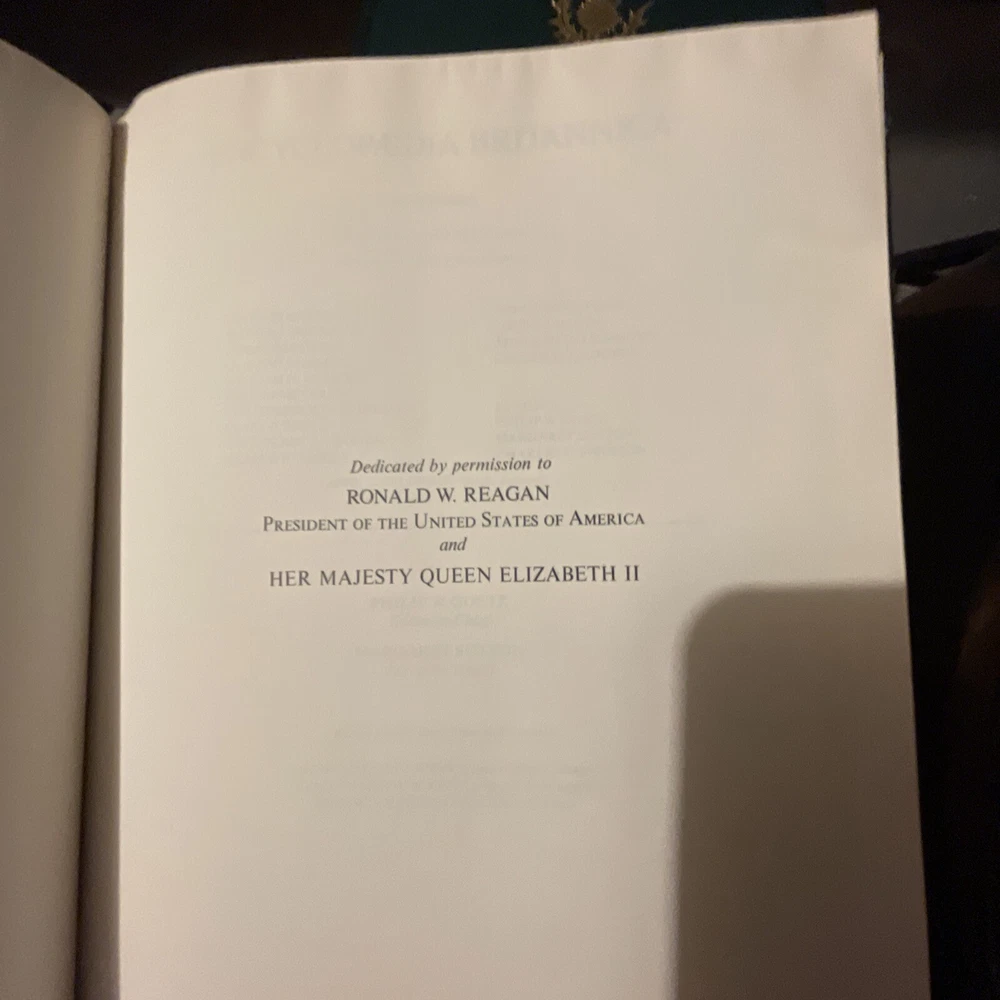 Dedicated by permission to
RONALD W. REAGAN
PRESIDENT OF THE UNITED STATES OF AMERICA
and
HER MAJESTY QUEEN ELIZABETH II